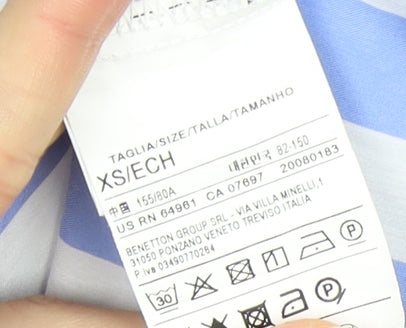 TAGLIA/SIZE/TALLA/TAMANHO
XS/ECH
中国 155/80A 대한민국 82-150
US RN 64961 CA 07697 20080183
BENETTON GROUP SRL - VIA VILLA MINELLI,1
31050 PONZANO VENETO TREVISO ITALIA
P.Iva 03490770264
30 P
P